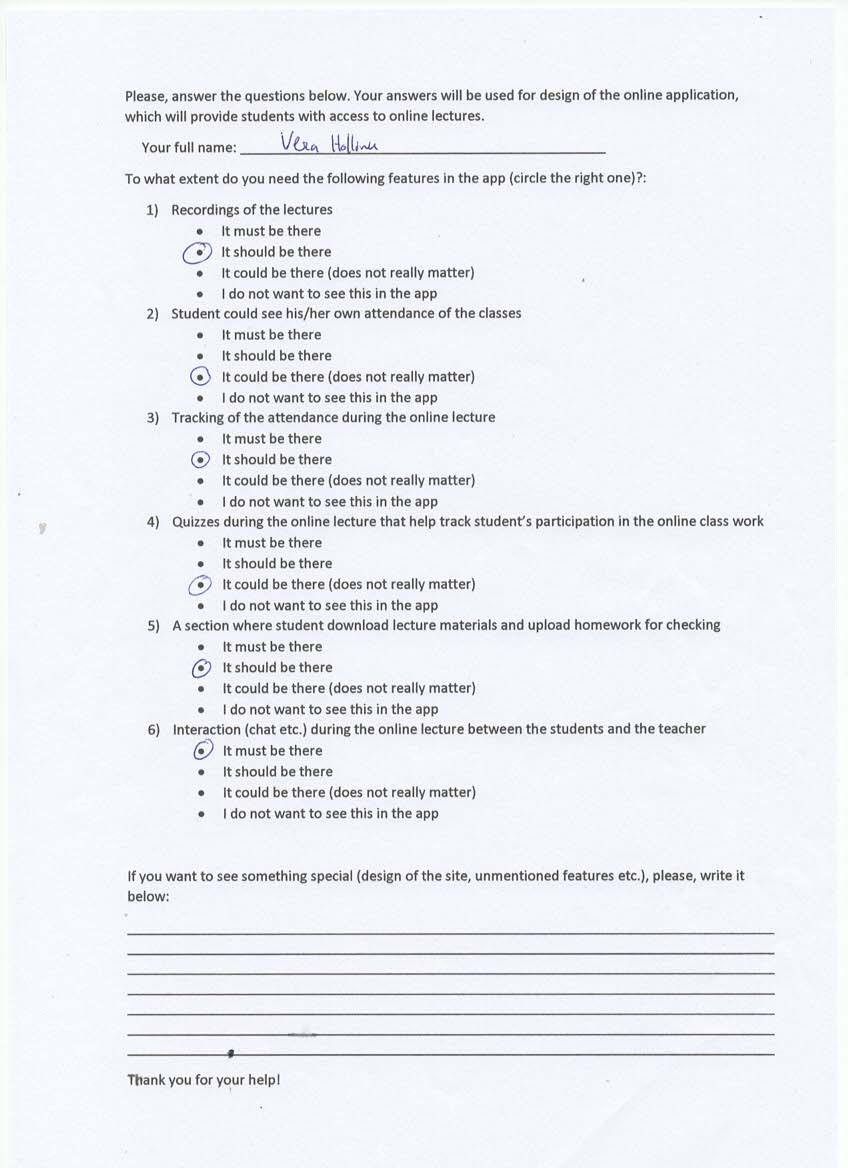 Please, answer the questions below. Your answers will be used for design of the online application,
which will provide students with access to online lectures.
Your full name: Vera
To what extent do you need the following features in the app (circle the right one)?:
1) Recordings of the lectures
• It must be there
• It should be there
• It could be there (does not really matter)
• I do not want to see this in the app
2) Student could see his/her own attendance of the classes
• It must be there
• It should be there
• It could be there (does not really matter)
• I do not want to see this in the app
3) Tracking of the attendance during the online lecture
• It must be there
• It should be there
• It could be there (does not really matter)
• I do not want to see this in the app
4) Quizzes during the online lecture that help track student's participation in the online class work
• It must be there
• It should be there
• It could be there (does not really matter)
• I do not want to see this in the app
5) A section where student download lecture materials and upload homework for checking
• It must be there
• It should be there
• It could be there (does not really matter)
• I do not want to see this in the app
6) Interaction (chat etc.) during the online lecture between the students and the teacher
• It must be there
• It should be there
• It could be there (does not really matter)
• I do not want to see this in the app
If you want to see something special (design of the site, unmentioned features etc.), please, write it
below:
Thank you for your help!